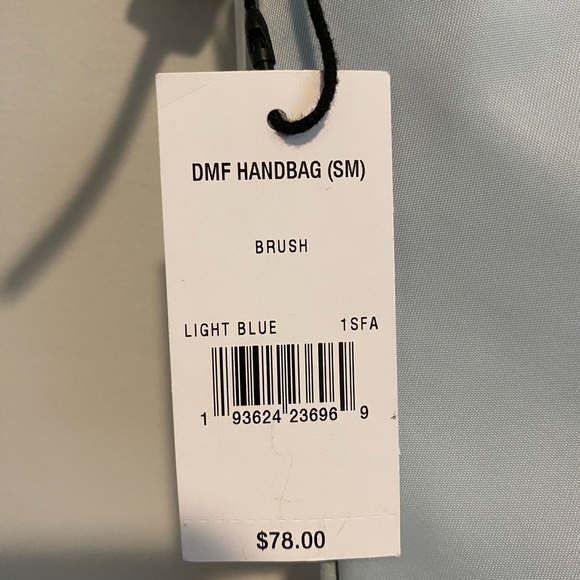 DMF HANDBAG (SM)
BRUSH
LIGHT BLUE 1SFA
1 93624 23696 9
$78.00